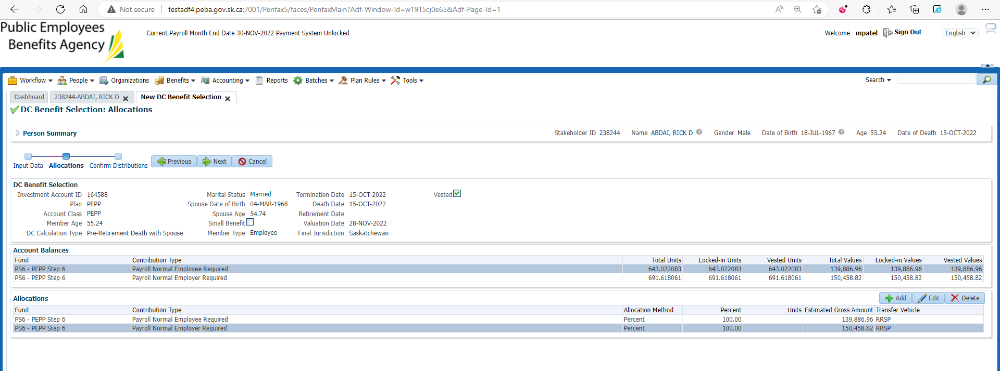 Not secure testadf4.peba.gov.sk.ca:7001/Penfax5/faces/PenfaxMain?Adf-Window-Id=w1915cj0e65&Adf-Page-Id=1
Public Employees
Benefits Agency
Current Payroll Month End Date 30-NOV-2022 Payment System Unlocked
Welcome mpatel Sign Out English
Workflow People Organizations Benefits Accounting Reports Batches Plan Rules Tools Search
Dashboard 238244-ABDAI, RICK D New DC Benefit Selection
DC Benefit Selection: Allocations
Person Summary Stakeholder ID 238244 Name ABDAI, RICK D Gender Male Date of Birth 18-JUL-1967 Age 55.24 Date of Death 15-OCT-2022
Input Data Allocations Confirm Distributions Previous Next Cancel
DC Benefit Selection
Investment Account ID 164588 Marital Status Married Termination Date 15-OCT-2022 Vested
Plan PEPP Spouse Date of Birth 04-MAR-1968 Death Date 15-OCT-2022
Account Class PEPP Spouse Age 54.74 Retirement Date
Member Age 55.24 Small Benefit Valuation Date 28-NOV-2022
DC Calculation Type Pre-Retirement Death with Spouse Member Type Employee Final Jurisdiction Saskatchewan
Account Balances
Fund Contribution Type Total Units Locked-in Units Vested Units Total Values Locked-in Values Vested Values
PS6 - PEPP Step 6 Payroll Normal Employee Required 643.022083 643.022083 643.022083 139,886.96 139,886.96 139,886.96
PS6 - PEPP Step 6 Payroll Normal Employer Required 691.618061 691.618061 691.618061 150,458.82 150,458.82 150,458.82
Allocations Add Edit Delete
Fund Contribution Type Allocation Method Percent Units Estimated Gross Amount Transfer Vehicle
PS6 - PEPP Step 6 Payroll Normal Employee Required Percent 100.00 139,886.96 RRSP
PS6 - PEPP Step 6 Payroll Normal Employer Required Percent 100.00 150,458.82 RRSP